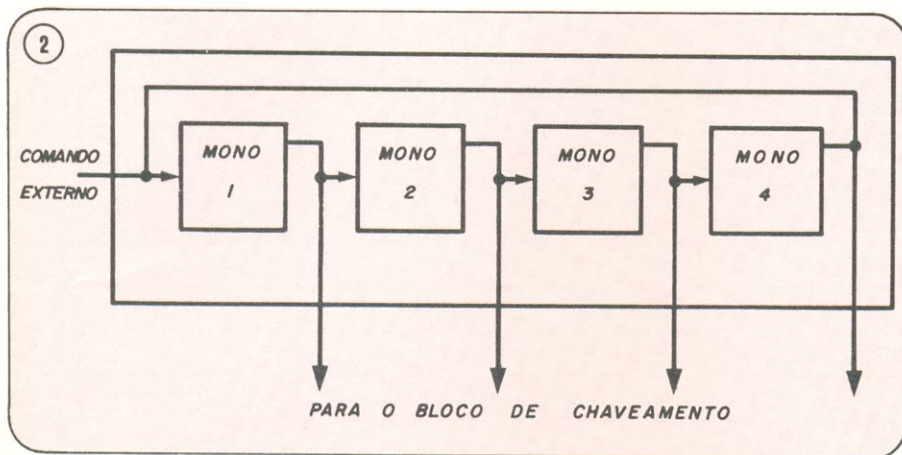 2
COMANDO
EXTERNO
MONO
1
MONO
2
MONO
3
MONO
4
PARA O BLOCO DE CHAVEAMENTO